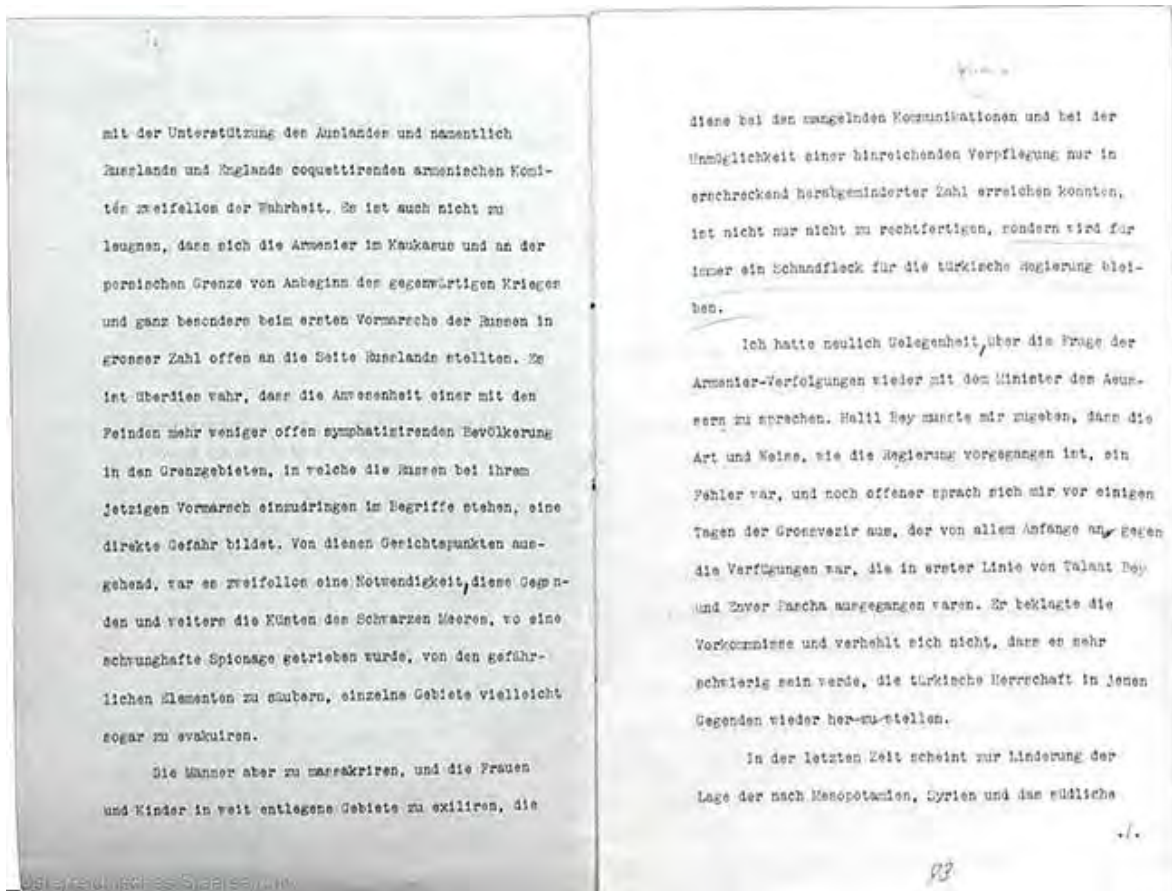 mit der Unterstützung des Auslandes und namentlich
Russlands und Englands coquettirenden armenischen Komi-
tés zweifellos der Wahrheit. Es ist auch nicht zu
leugnen, dass sich die Armenier im Kaukasus und an der
persischen Grenze von Anbeginn des gegenwärtigen Krieges
und ganz besonders beim ersten Vormarsche der Russen in
grosser Zahl offen an die Seite Russlands stellten. Es
ist überdies wahr, dass die Anwesenheit einer mit den
Feinden mehr weniger offen symphatisirenden Bevölkerung
in den Grenzgebieten, in welche die Russen bei ihrem
jetzigen Vormarsch einzudringen im Begriffe stehen, eine
direkte Gefahr bildet. Von diesen Gesichtspunkten aus-
gehend, war es zweifellos eine Notwendigkeit, diese Gegen-
den und weiters die Küsten des Schwarzen Meeres, wo eine
schwunghafte Spionage getrieben wurde, von den gefähr-
lichen Elementen zu säubern, einzelne Gebiete vielleicht
sogar zu evakuiren.
Die Männer aber zu massakriren, und die Frauen
und Kinder in weit entlegene Gebiete zu exiliren, die
Österreichisches Staatsarchiv
diese bei den mangelnden Kommunikationen und bei der
Unmöglichkeit einer hinreichenden Verpflegung nur in
erschreckend herabgeminderter Zahl erreichen konnten,
ist nicht nur nicht zu rechtfertigen, sondern wird für
immer ein Schandfleck für die türkische Regierung blei-
ben.
Ich hatte neulich Gelegenheit, über die Frage der
Armenier-Verfolgungen wieder mit dem Minister des Aeus-
sern zu sprechen. Halil Bey musste mir zugeben, dass die
Art und Weise, wie die Regierung vorgegangen ist, ein
Fehler war, und noch offener sprach sich mir vor einigen
Tagen der Grossvezir aus, der von allem Anfange an gegen
die Verfügungen war, die in erster Linie von Talaat Bey
und Enver Pascha ausgegangen waren. Er beklagte die
Vorkommnisse und verhehlt sich nicht, dass es sehr
schwierig sein werde, die türkische Herrschaft in jenen
Gegenden wieder her-zu-stellen.
In der letzten Zeit scheint zur Linderung der
Lage der nach Mesopotamien, Syrien und das südliche
./.
83